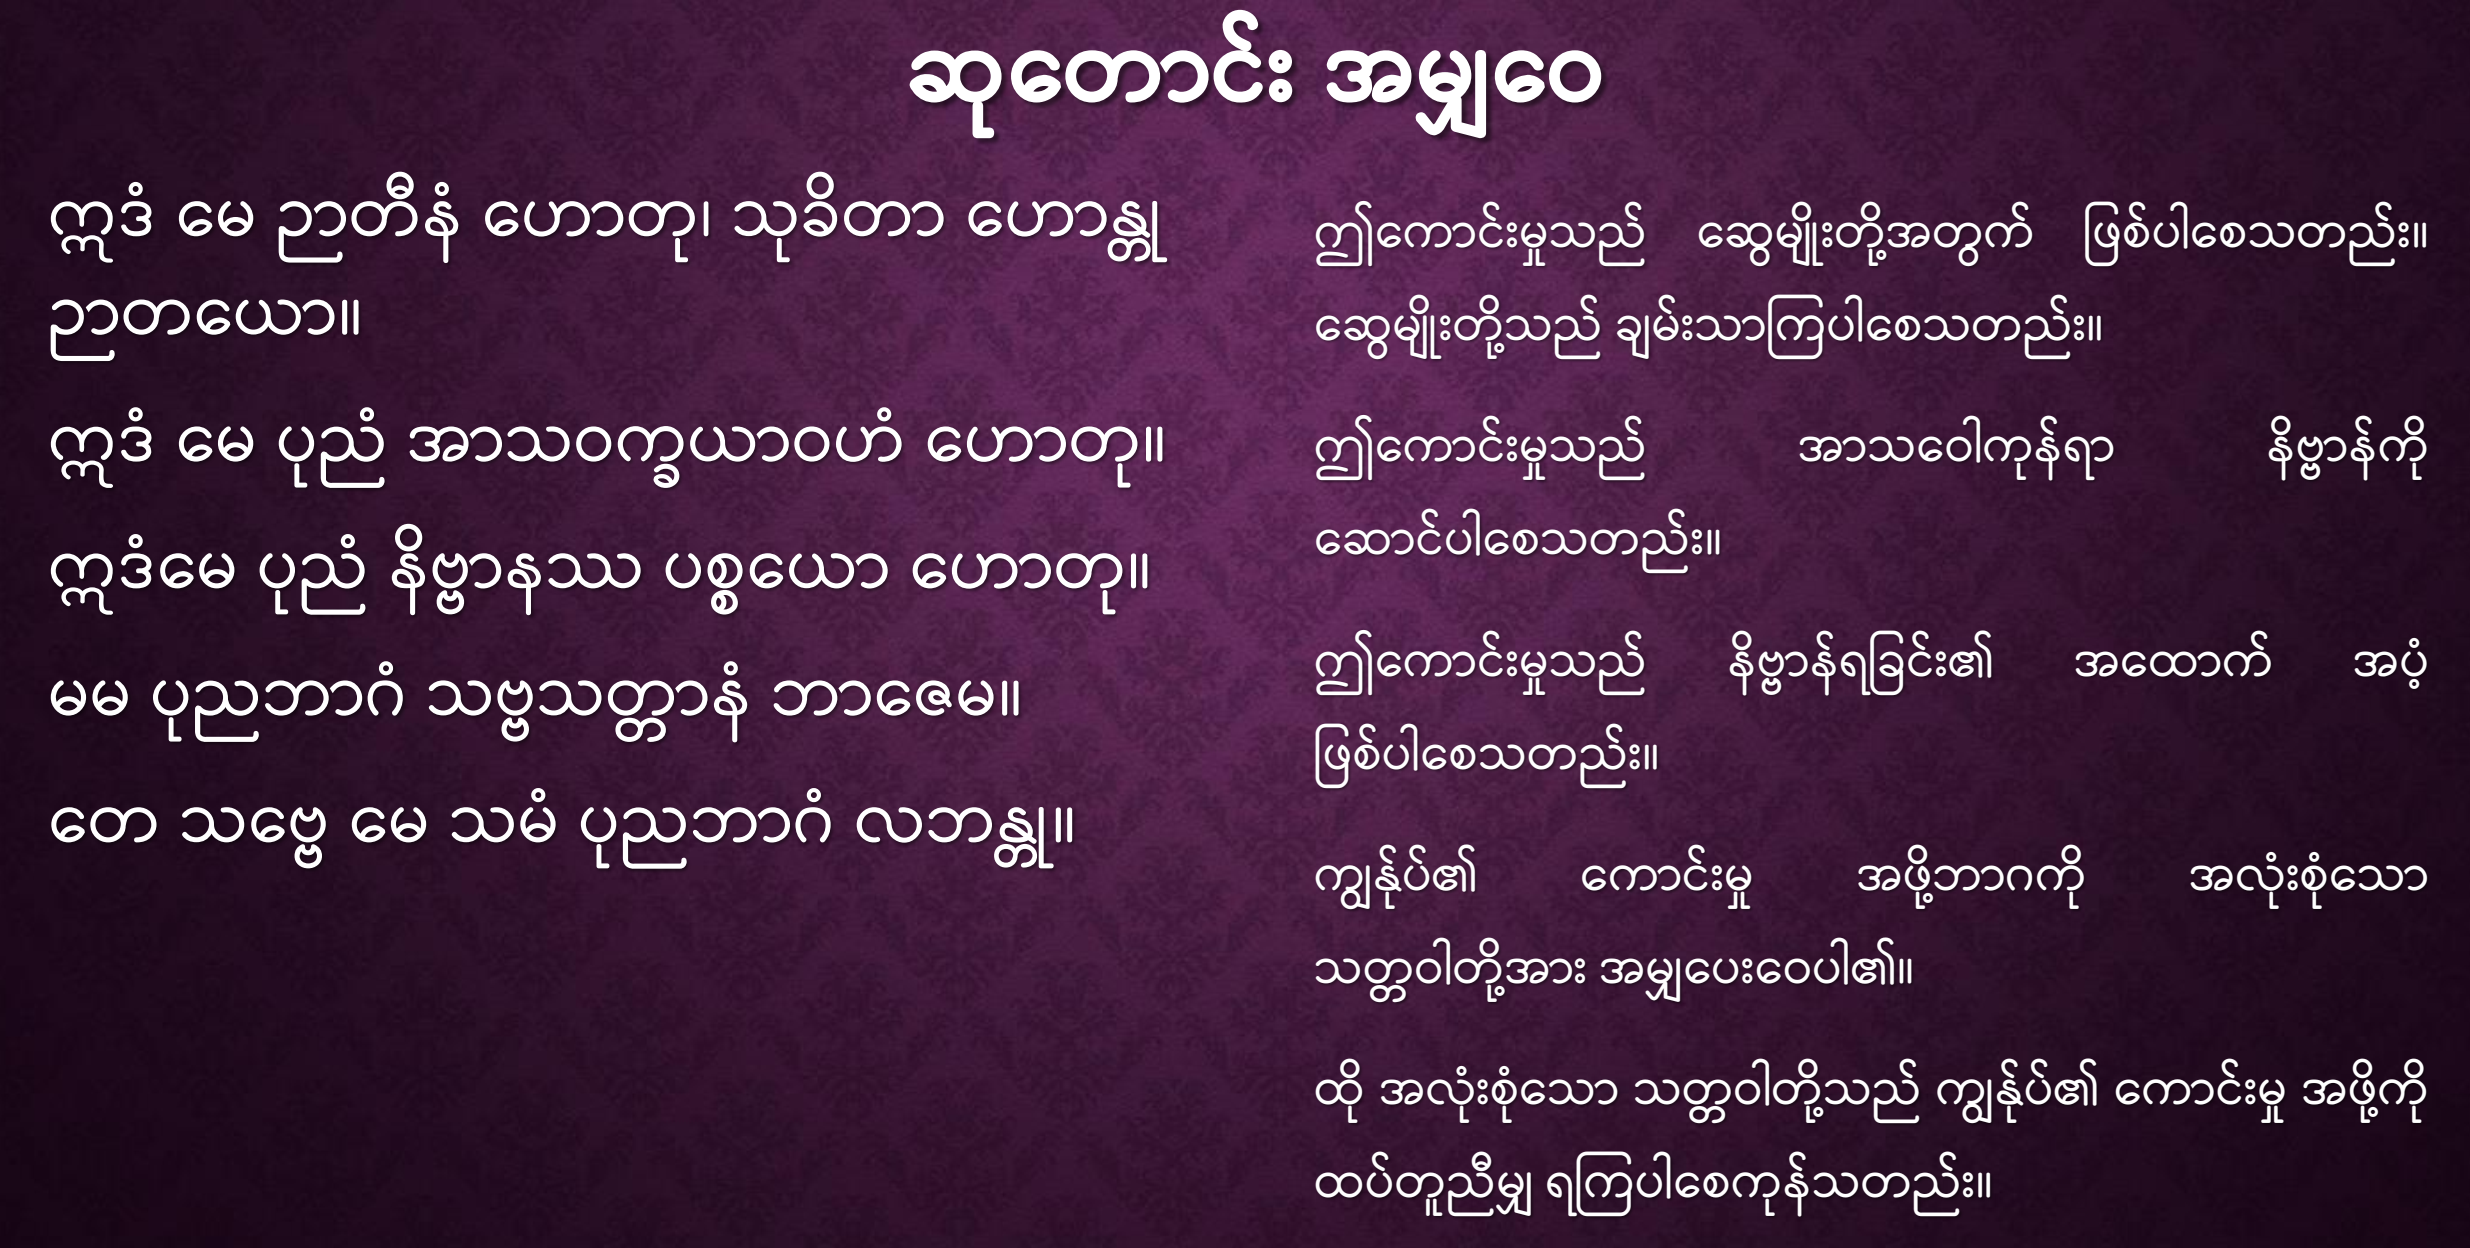 ဆုတောင်း အမျှဝေ
ဣဒံ မေ ဉာတီနံ ဟောတု၊ သုခိတာ ဟောန္တု
ဉာတယော။
ဣဒံ မေ ပုညံ အာသဝက္ခယာဝဟံ ဟောတု။
ဣဒံမေ ပုညံ နိဗ္ဗာနဿ ပစ္စယော ဟောတု။
မမ ပုညဘာဂံ သဗ္ဗသတ္တာနံ ဘာဇေမ။
တေ သဗ္ဗေ မေ သမံ ပုညဘာဂံ လဘန္တု။
ဤကောင်းမှုသည် ဆွေမျိုးတို့အတွက် ဖြစ်ပါစေသတည်း။
ဆွေမျိုးတို့သည် ချမ်းသာကြပါစေသတည်း။
ဤကောင်းမှုသည် အာသဝေါကုန်ရာ နိဗ္ဗာန်ကို
ဆောင်ပါစေသတည်း။
ဤကောင်းမှုသည် နိဗ္ဗာန်ရခြင်း၏ အထောက် အပံ့
ဖြစ်ပါစေသတည်း။
ကျွန်ုပ်၏ ကောင်းမှု အဖို့ဘာဂကို အလုံးစုံသော
သတ္တဝါတို့အား အမျှပေးဝေပါ၏။
ထို အလုံးစုံသော သတ္တဝါတို့သည် ကျွန်ုပ်၏ ကောင်းမှု အဖို့ကို
ထပ်တူညီမျှ ရကြပါစေကုန်သတည်း။